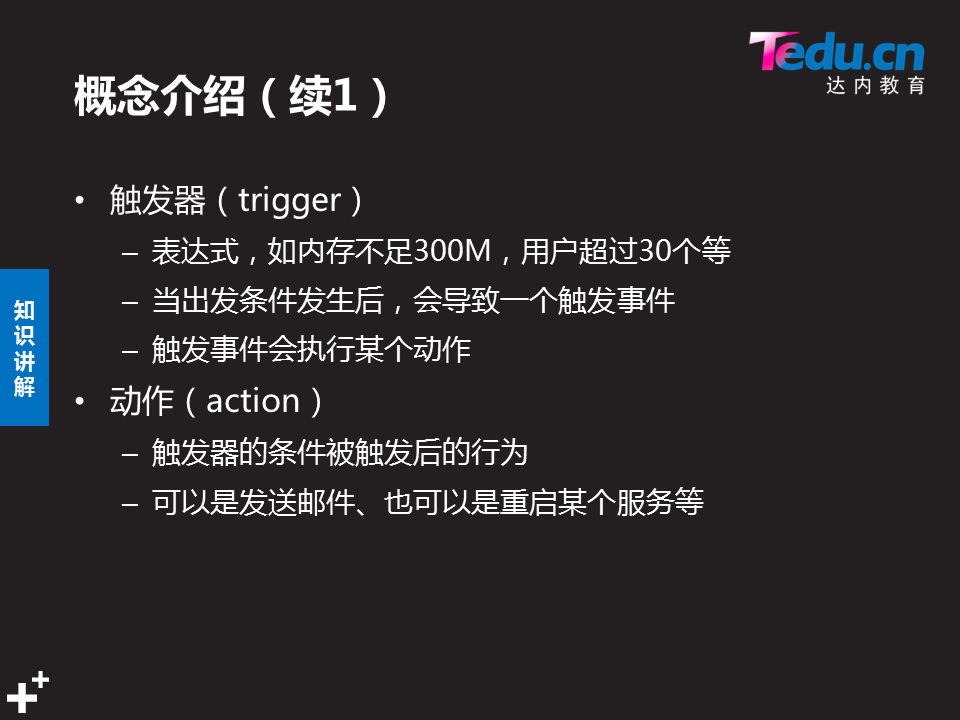 Tedu.cn
达内教育
概念介绍（续1）
• 触发器（trigger）
– 表达式，如内存不足300M，用户超过30个等
– 当出发条件发生后，会导致一个触发事件
– 触发事件会执行某个动作
• 动作（action）
– 触发器的条件被触发后的行为
– 可以是发送邮件、也可以是重启某个服务等
知识讲解